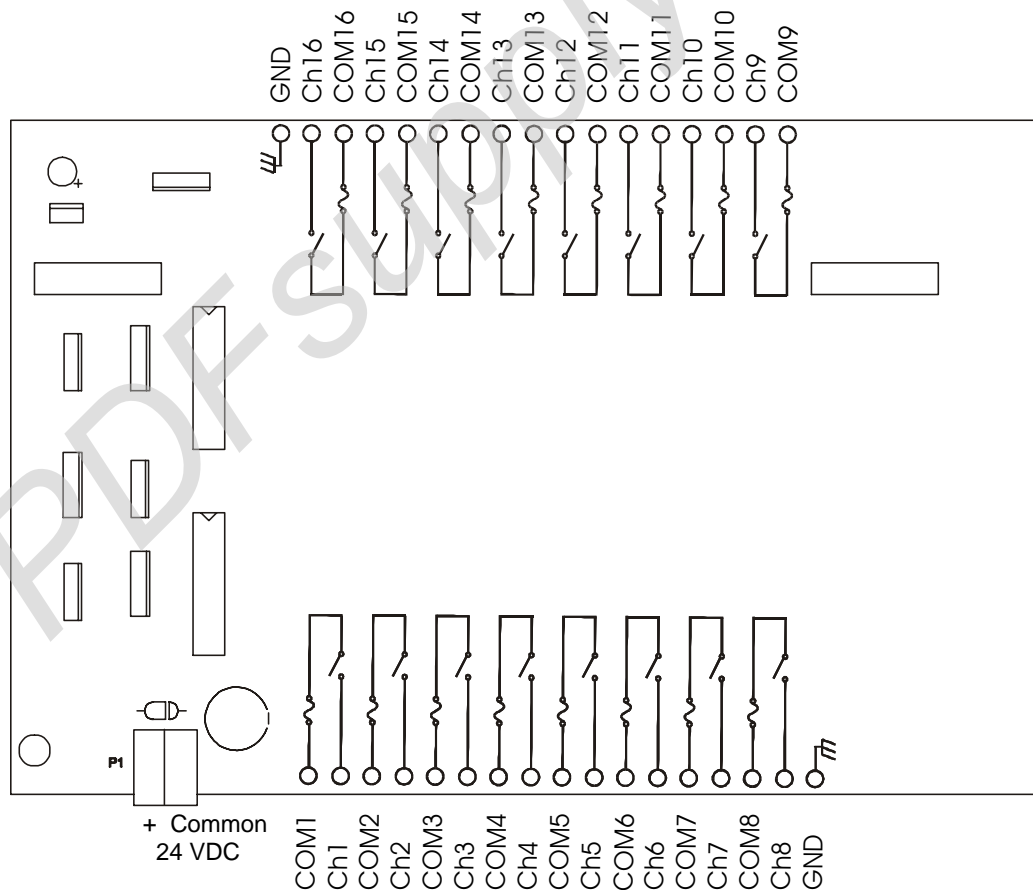 GND
Ch16
COM16
Ch15
COM15
Ch14
COM14
Ch13
COM13
Ch12
COM12
Ch11
COM11
Ch10
COM10
Ch9
COM9
+
PDFsupply
P1
+ Common
24 VDC
COM1
Ch1
COM2
Ch2
COM3
Ch3
COM4
Ch4
COM5
Ch5
COM6
Ch6
COM7
Ch7
COM8
Ch8
GND